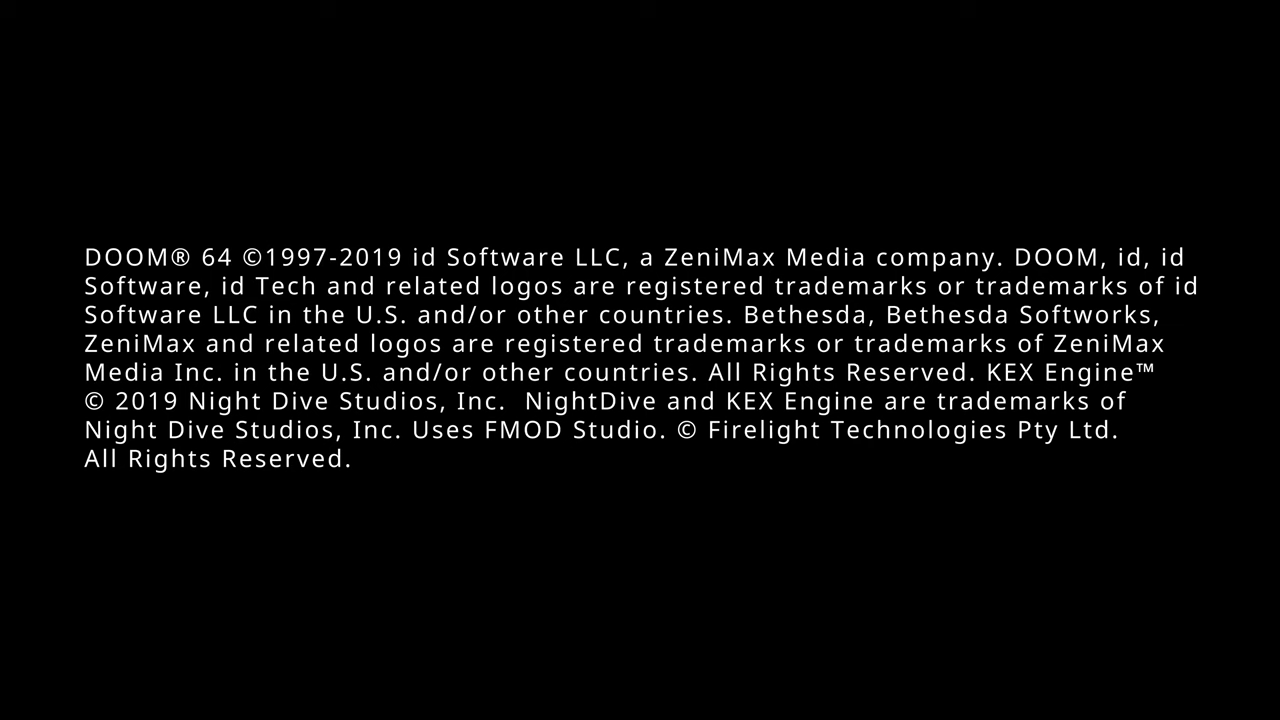 DOOM® 64 ©1997-2019 id Software LLC, a ZeniMax Media company. DOOM, id, id
Software, id Tech and related logos are registered trademarks or trademarks of id
Software LLC in the U.S. and/or other countries. Bethesda, Bethesda Softworks,
ZeniMax and related logos are registered trademarks or trademarks of ZeniMax
Media Inc. in the U.S. and/or other countries. All Rights Reserved. KEX Engine™
© 2019 Night Dive Studios, Inc.  NightDive and KEX Engine are trademarks of
Night Dive Studios, Inc. Uses FMOD Studio. © Firelight Technologies Pty Ltd.
All Rights Reserved.